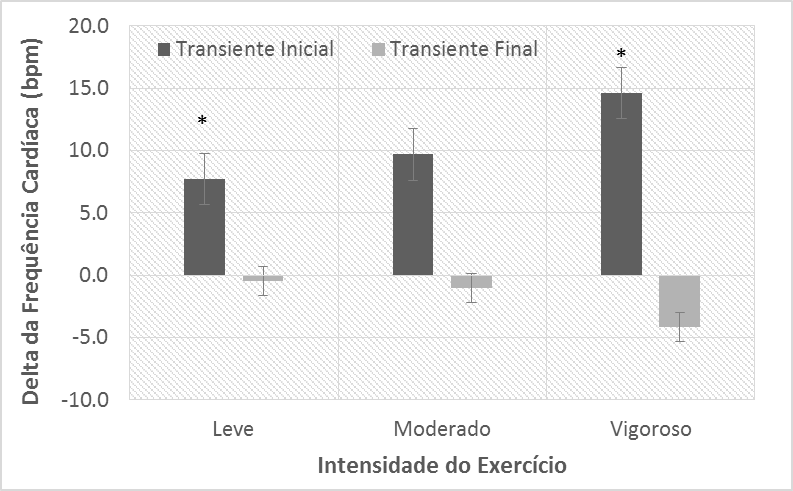 Delta da Frequência Cardíaca (bpm)
20.0
15.0
10.0
5.0
0.0
-5.0
-10.0
Transiente Inicial
Transiente Final
*
*
Leve
Moderado
Vigoroso
Intensidade do Exercício